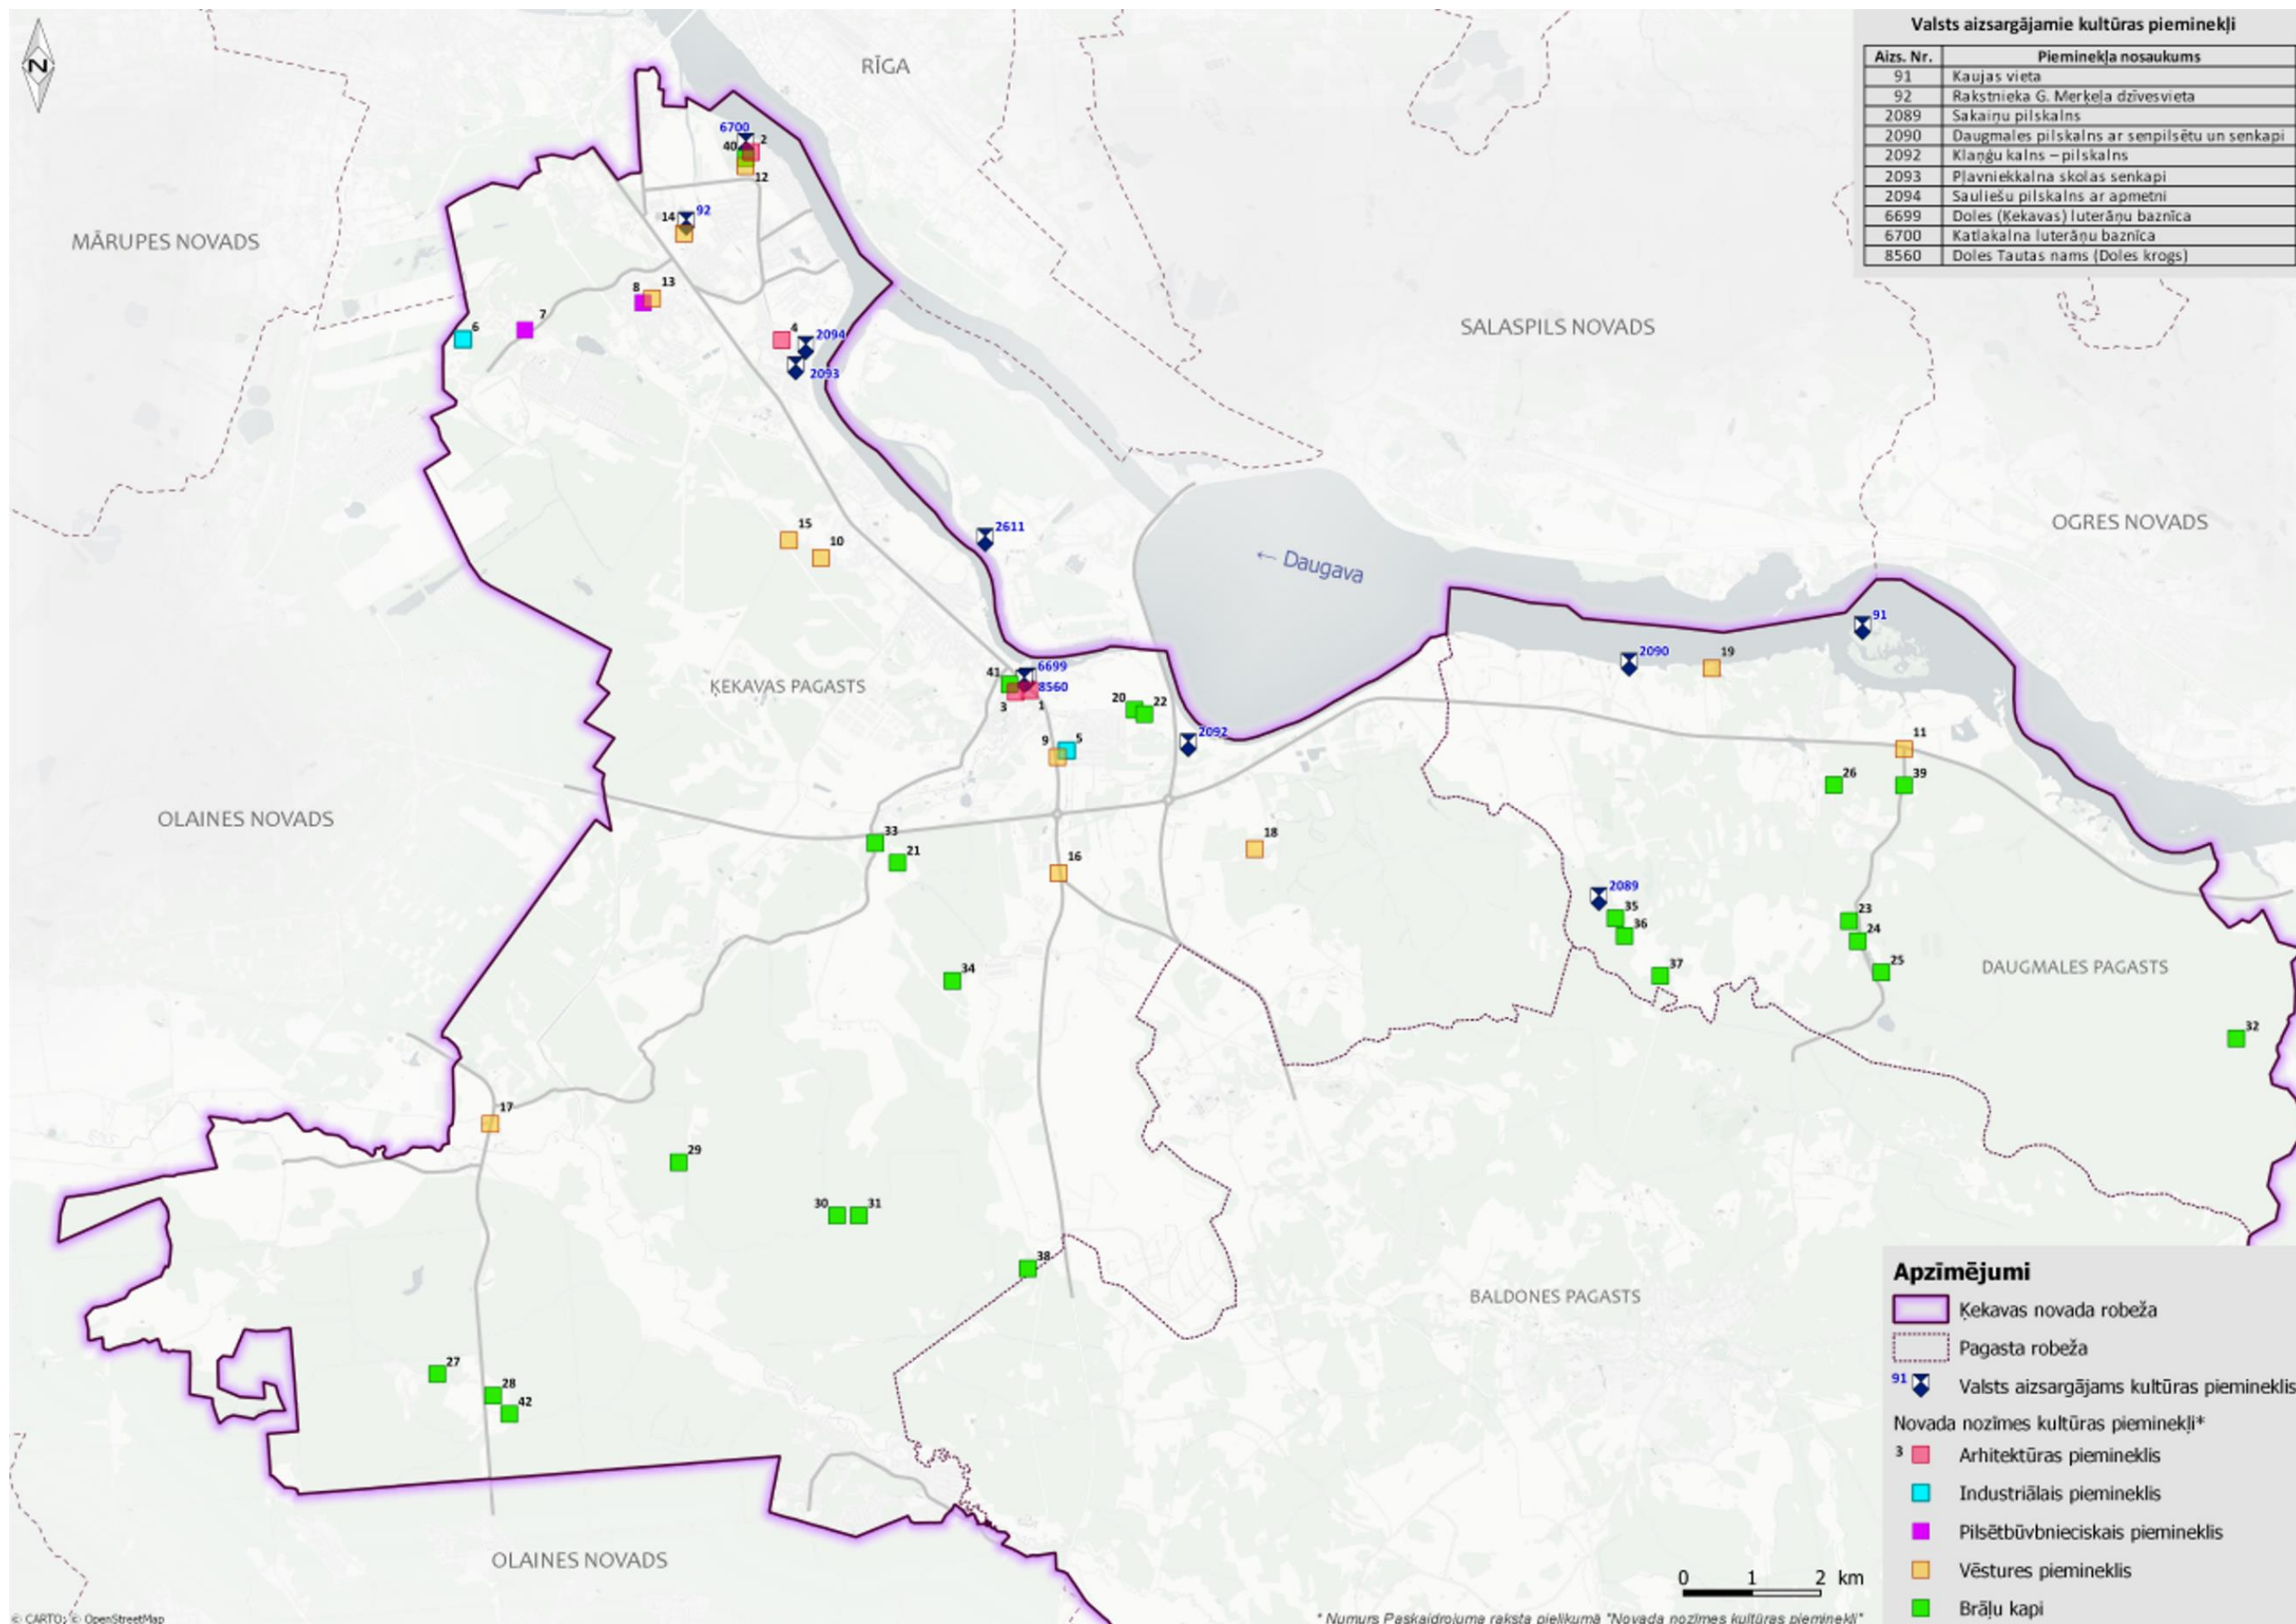 N
RĪGA
MĀRUPES NOVADS
SALASPILS NOVADS
OGRES NOVADS
OLAINES NOVADS
ĶEKAVAS PAGASTS
DAUGMALES PAGASTS
BALDONES PAGASTS
OLAINES NOVADS
← Daugava
Valsts aizsargājamie kultūras pieminekļi
Aizs. Nr. Pieminekļa nosaukums
91 Kaujas vieta
92 Rakstnieka G. Merķeļa dzīvesvieta
2089 Sakaiņu pilskalns
2090 Daugmales pilskalns ar senpilsētu un senkapi
2092 Klaņģu kalns – pilskalns
2093 Pļavniekkalna skolas senkapi
2094 Sauliešu pilskalns ar apmetni
6699 Doles (Ķekavas) luterāņu baznīca
6700 Katlakalna luterāņu baznīca
8560 Doles Tautas nams (Doles krogs)
6700
2
40
12
14
92
8
13
7
6
4
2094
2093
15
10
2611
41
6699
8560
3
1
20
22
2092
9
5
91
2090
19
11
26
39
33
21
18
16
2089
35
36
37
23
24
25
34
32
17
29
30
31
38
27
28
42
Apzīmējumi
Ķekavas novada robeža
Pagasta robeža
91 Valsts aizsargājams kultūras piemineklis
Novada nozīmes kultūras pieminekļi*
3 Arhitektūras piemineklis
Industriālais piemineklis
Pilsētbūvbnieciskais piemineklis
Vēstures piemineklis
Brāļu kapi
0 1 2 km
* Numurs Paskaidrojuma raksta pielikumā "Novada nozīmes kultūras pieminekļi"
© CARTO; © OpenStreetMap